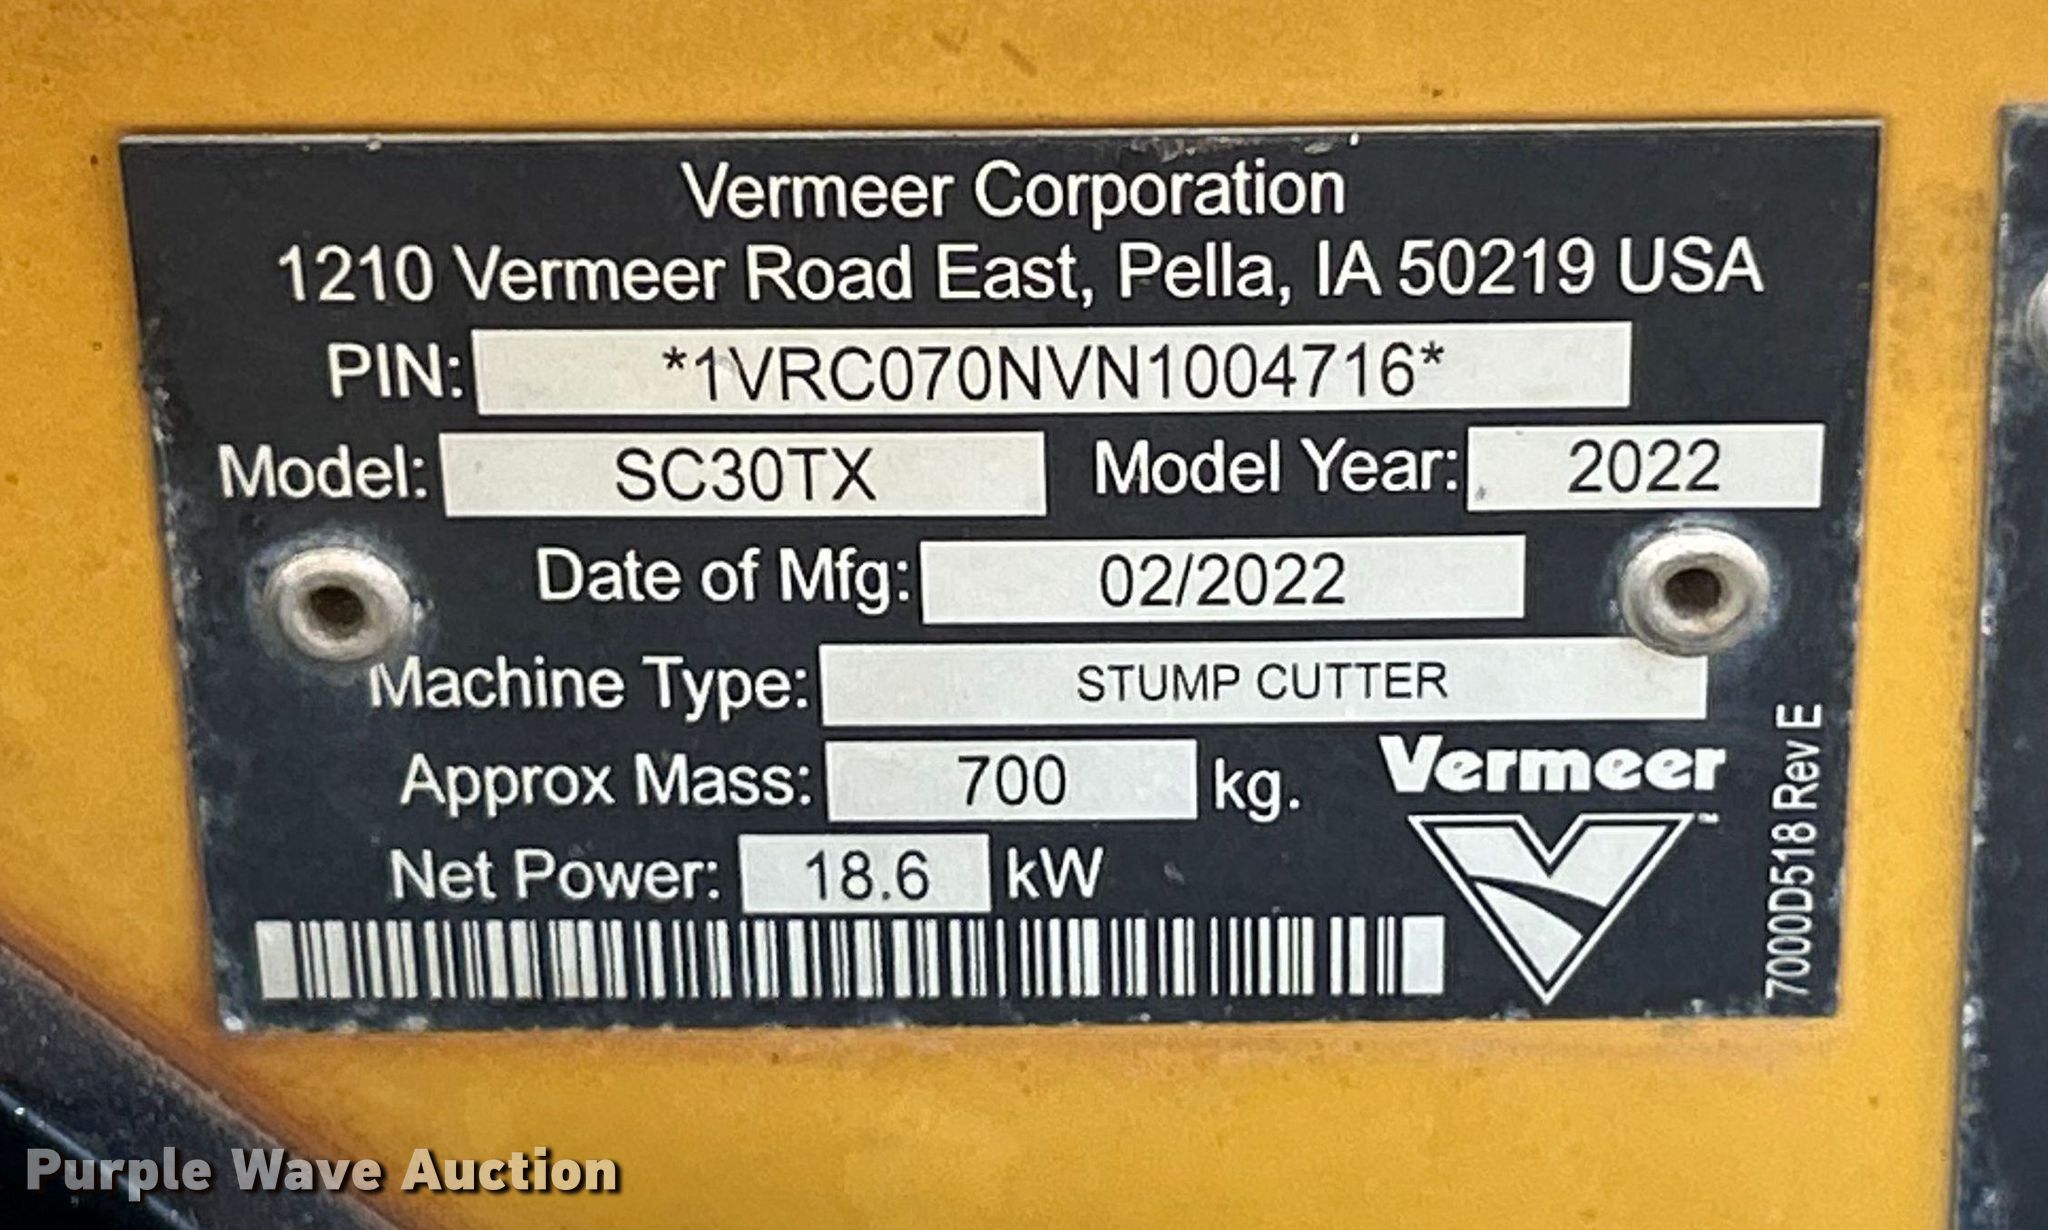 Vermeer Corporation
1210 Vermeer Road East, Pella, IA 50219 USA
PIN: *1VRC070NVN1004716*
Model: SC30TX Model Year: 2022
Date of Mfg: 02/2022
Machine Type: STUMP CUTTER
Approx Mass: 700 kg.
Net Power: 18.6 kW
Vermeer
™
7000D518 Rev E
Purple Wave Auction